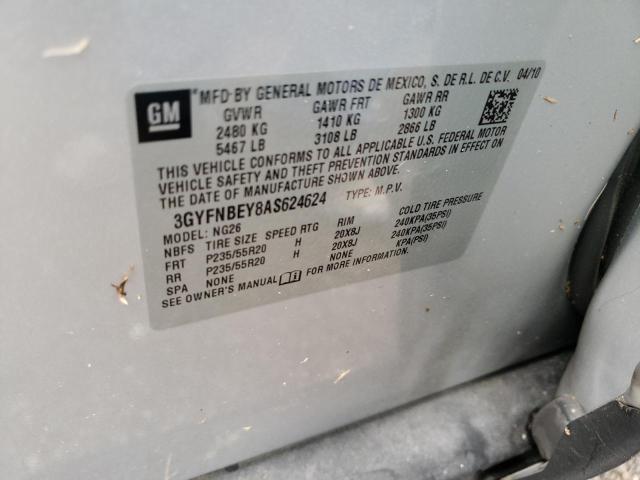 GM
*MFD BY GENERAL MOTORS DE MEXICO, S. DE R.L. DE C.V. 04/10
GVWR GAWR FRT GAWR RR
2480 KG 1410 KG 1300 KG
5467 LB 3108 LB 2866 LB
THIS VEHICLE CONFORMS TO ALL APPLICABLE U.S. FEDERAL MOTOR
VEHICLE SAFETY AND THEFT PREVENTION STANDARDS IN EFFECT ON
THE DATE OF MANUFACTURE SHOWN ABOVE.
3GYFNBEY8AS624624 TYPE: M.P.V.
MODEL: NG26
NBFS TIRE SIZE SPEED RTG RIM COLD TIRE PRESSURE
FRT P235/55R20 H 20X8J 240KPA(35PSI)
RR P235/55R20 H 20X8J 240KPA(35PSI)
SPA NONE NONE KPA(PSI)
SEE OWNER'S MANUAL FOR MORE INFORMATION.